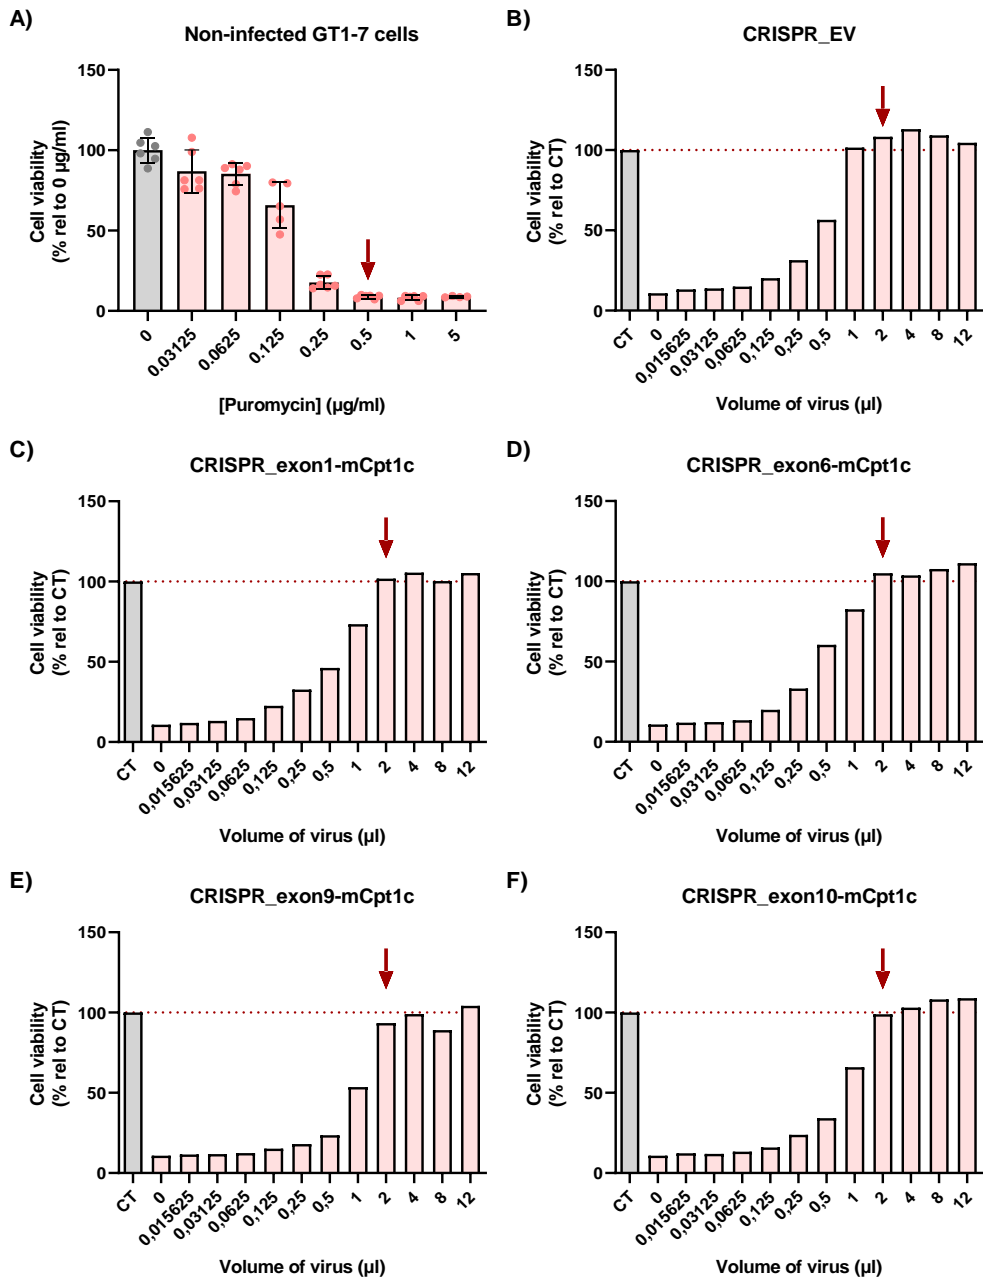 A)
Non-infected GT1-7 cells
Cell viability
(% rel to 0 µg/ml)
150
100
50
0
0
0.03125
0.0625
0.125
0.25
0.5
1
5
[Puromycin] (µg/ml)
B)
CRISPR_EV
Cell viability
(% rel to CT)
150
100
50
0
CT
0
0,015625
0,03125
0,0625
0,125
0,25
0,5
1
2
4
8
12
Volume of virus (µl)
C)
CRISPR_exon1-mCpt1c
Cell viability
(% rel to CT)
150
100
50
0
CT
0
0,015625
0,03125
0,0625
0,125
0,25
0,5
1
2
4
8
12
Volume of virus (µl)
D)
CRISPR_exon6-mCpt1c
Cell viability
(% rel to CT)
150
100
50
0
CT
0
0,015625
0,03125
0,0625
0,125
0,25
0,5
1
2
4
8
12
Volume of virus (µl)
E)
CRISPR_exon9-mCpt1c
Cell viability
(% rel to CT)
150
100
50
0
CT
0
0,015625
0,03125
0,0625
0,125
0,25
0,5
1
2
4
8
12
Volume of virus (µl)
F)
CRISPR_exon10-mCpt1c
Cell viability
(% rel to CT)
150
100
50
0
CT
0
0,015625
0,03125
0,0625
0,125
0,25
0,5
1
2
4
8
12
Volume of virus (µl)